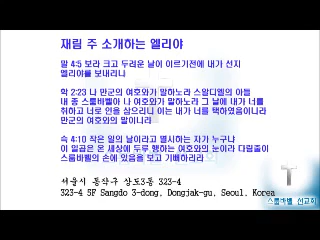 재림 주 소개하는 엘리야
말 4:5 보라 크고 두려운 날이 이르기전에 내가 선지
엘리야를 보내리니
학 2:23 나 만군의 여호와가 말하노라 스알디엘의 아들
내 종 스룹바벨아 나 여호와가 말하노라 그 날에 내가 너를
취하고 너로 인을 삼으리니 이는 내가 너를 택하였음이니라
만군의 여호와의 말이니라
슥 4:10 작은 일의 날이라고 멸시하는 자가 누구냐
이 일곱은 온 세상에 두루 행하는 여호와의 눈이라 다림줄이
스룹바벨의 손에 있음을 보고 기뻐하리라
서울시 동작구 상도3동 323-4
323-4 5F Sangdo 3-dong, Dongjak-gu, Seoul, Korea
스룹바벨 선교회